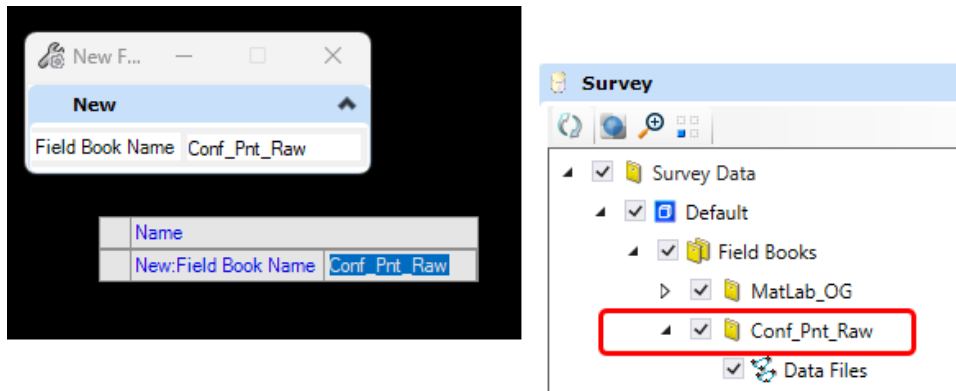 New F...
New
Field Book Name Conf_Pnt_Raw
Name
New:Field Book Name Conf_Pnt_Raw
Survey
Survey Data
Default
Field Books
MatLab_OG
Conf_Pnt_Raw
Data Files